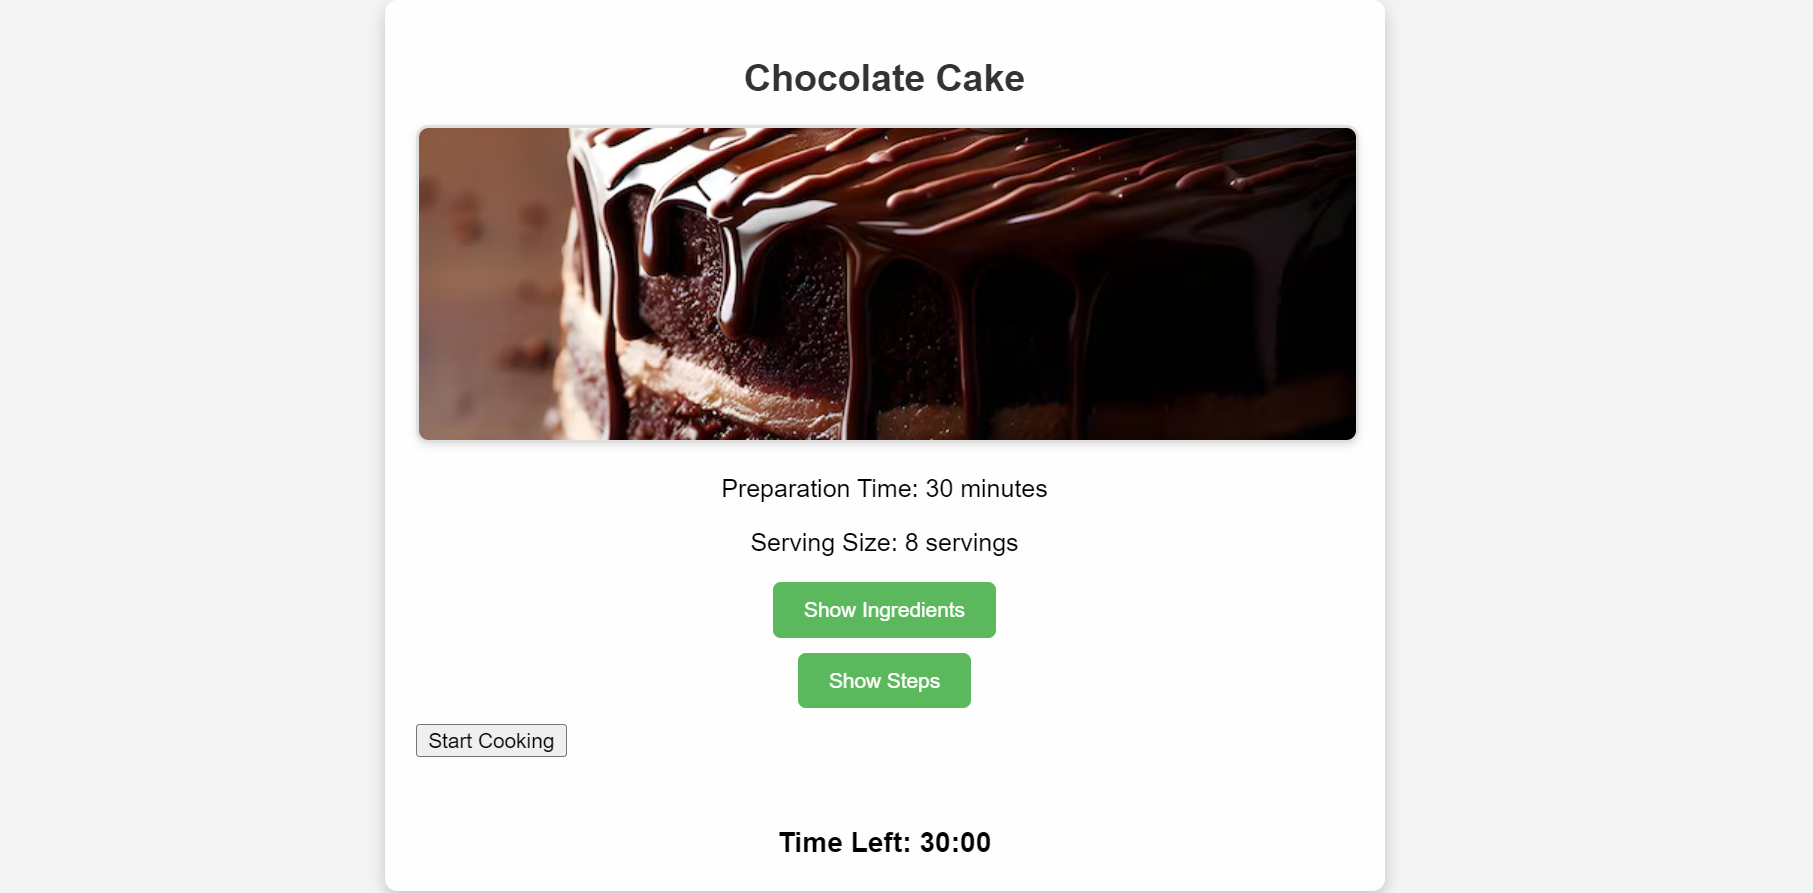 Chocolate Cake
Preparation Time: 30 minutes
Serving Size: 8 servings
Show Ingredients
Show Steps
Start Cooking
Time Left: 30:00